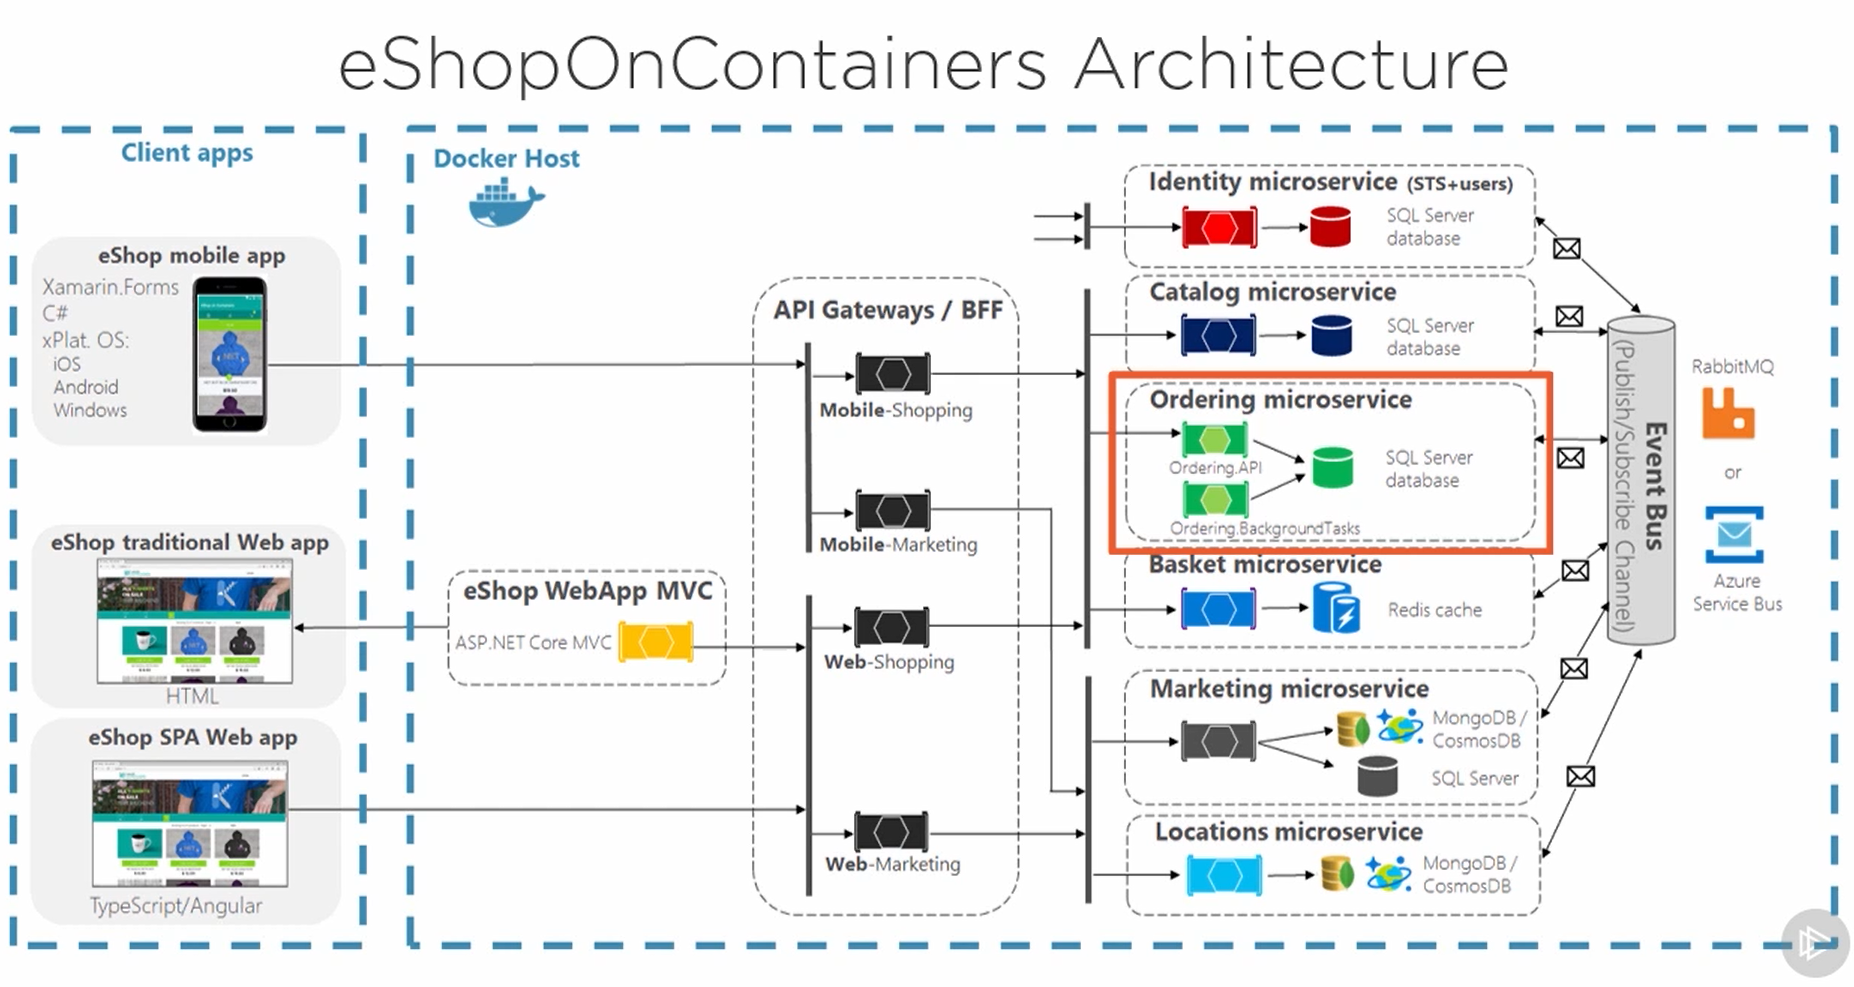 eShopOnContainers Architecture
Client apps
eShop mobile app
Xamarin.Forms
C#
xPlat. OS:
iOS
Android
Windows
eShop traditional Web app
HTML
eShop SPA Web app
TypeScript/Angular
Docker Host
eShop WebApp MVC
ASP.NET Core MVC
API Gateways / BFF
Mobile-Shopping
Mobile-Marketing
Web-Shopping
Web-Marketing
Identity microservice (STS+users)
SQL Server
database
Catalog microservice
SQL Server
database
Ordering microservice
Ordering.API
Ordering.BackgroundTasks
SQL Server
database
Basket microservice
Redis cache
Marketing microservice
MongoDB /
CosmosDB
SQL Server
Locations microservice
MongoDB /
CosmosDB
Event Bus
(Publish/Subscribe Channel)
RabbitMQ
or
Azure
Service Bus